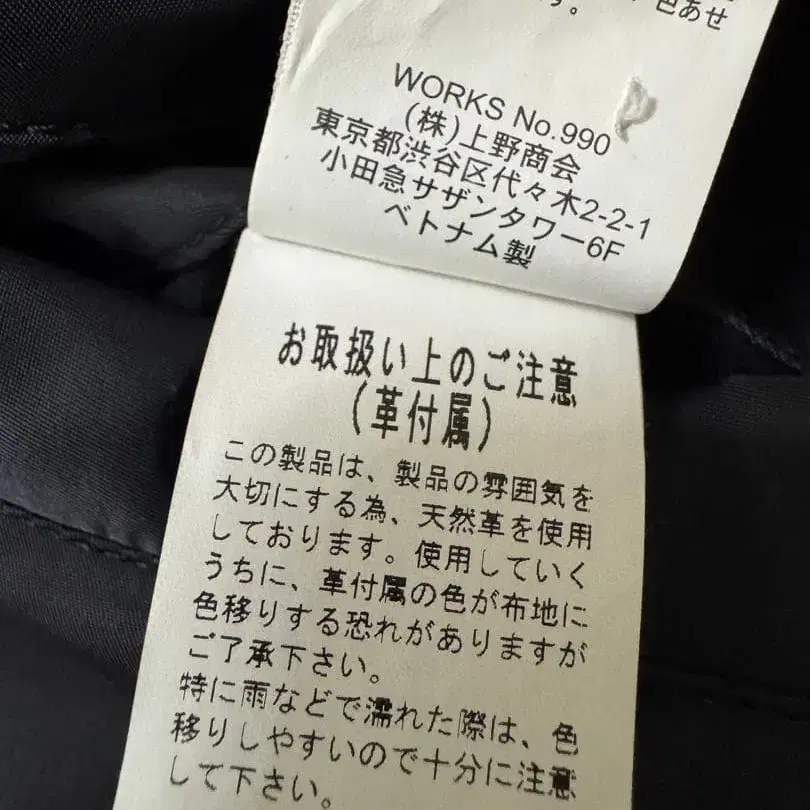 色あせ
す。
WORKS No.990
(株)上野商会
東京都渋谷区代々木2-2-1
小田急サザンタワー6F
ベトナム製
お取扱い上のご注意
(革付属)
この製品は、製品の雰囲気を
大切にする為、天然革を使用
しております。使用していく
うちに、革付属の色が布地に
色移りする恐れがありますが
ご了承下さい。
特に雨などで濡れた際は、色
移りしやすいので十分に注意
して下さい。